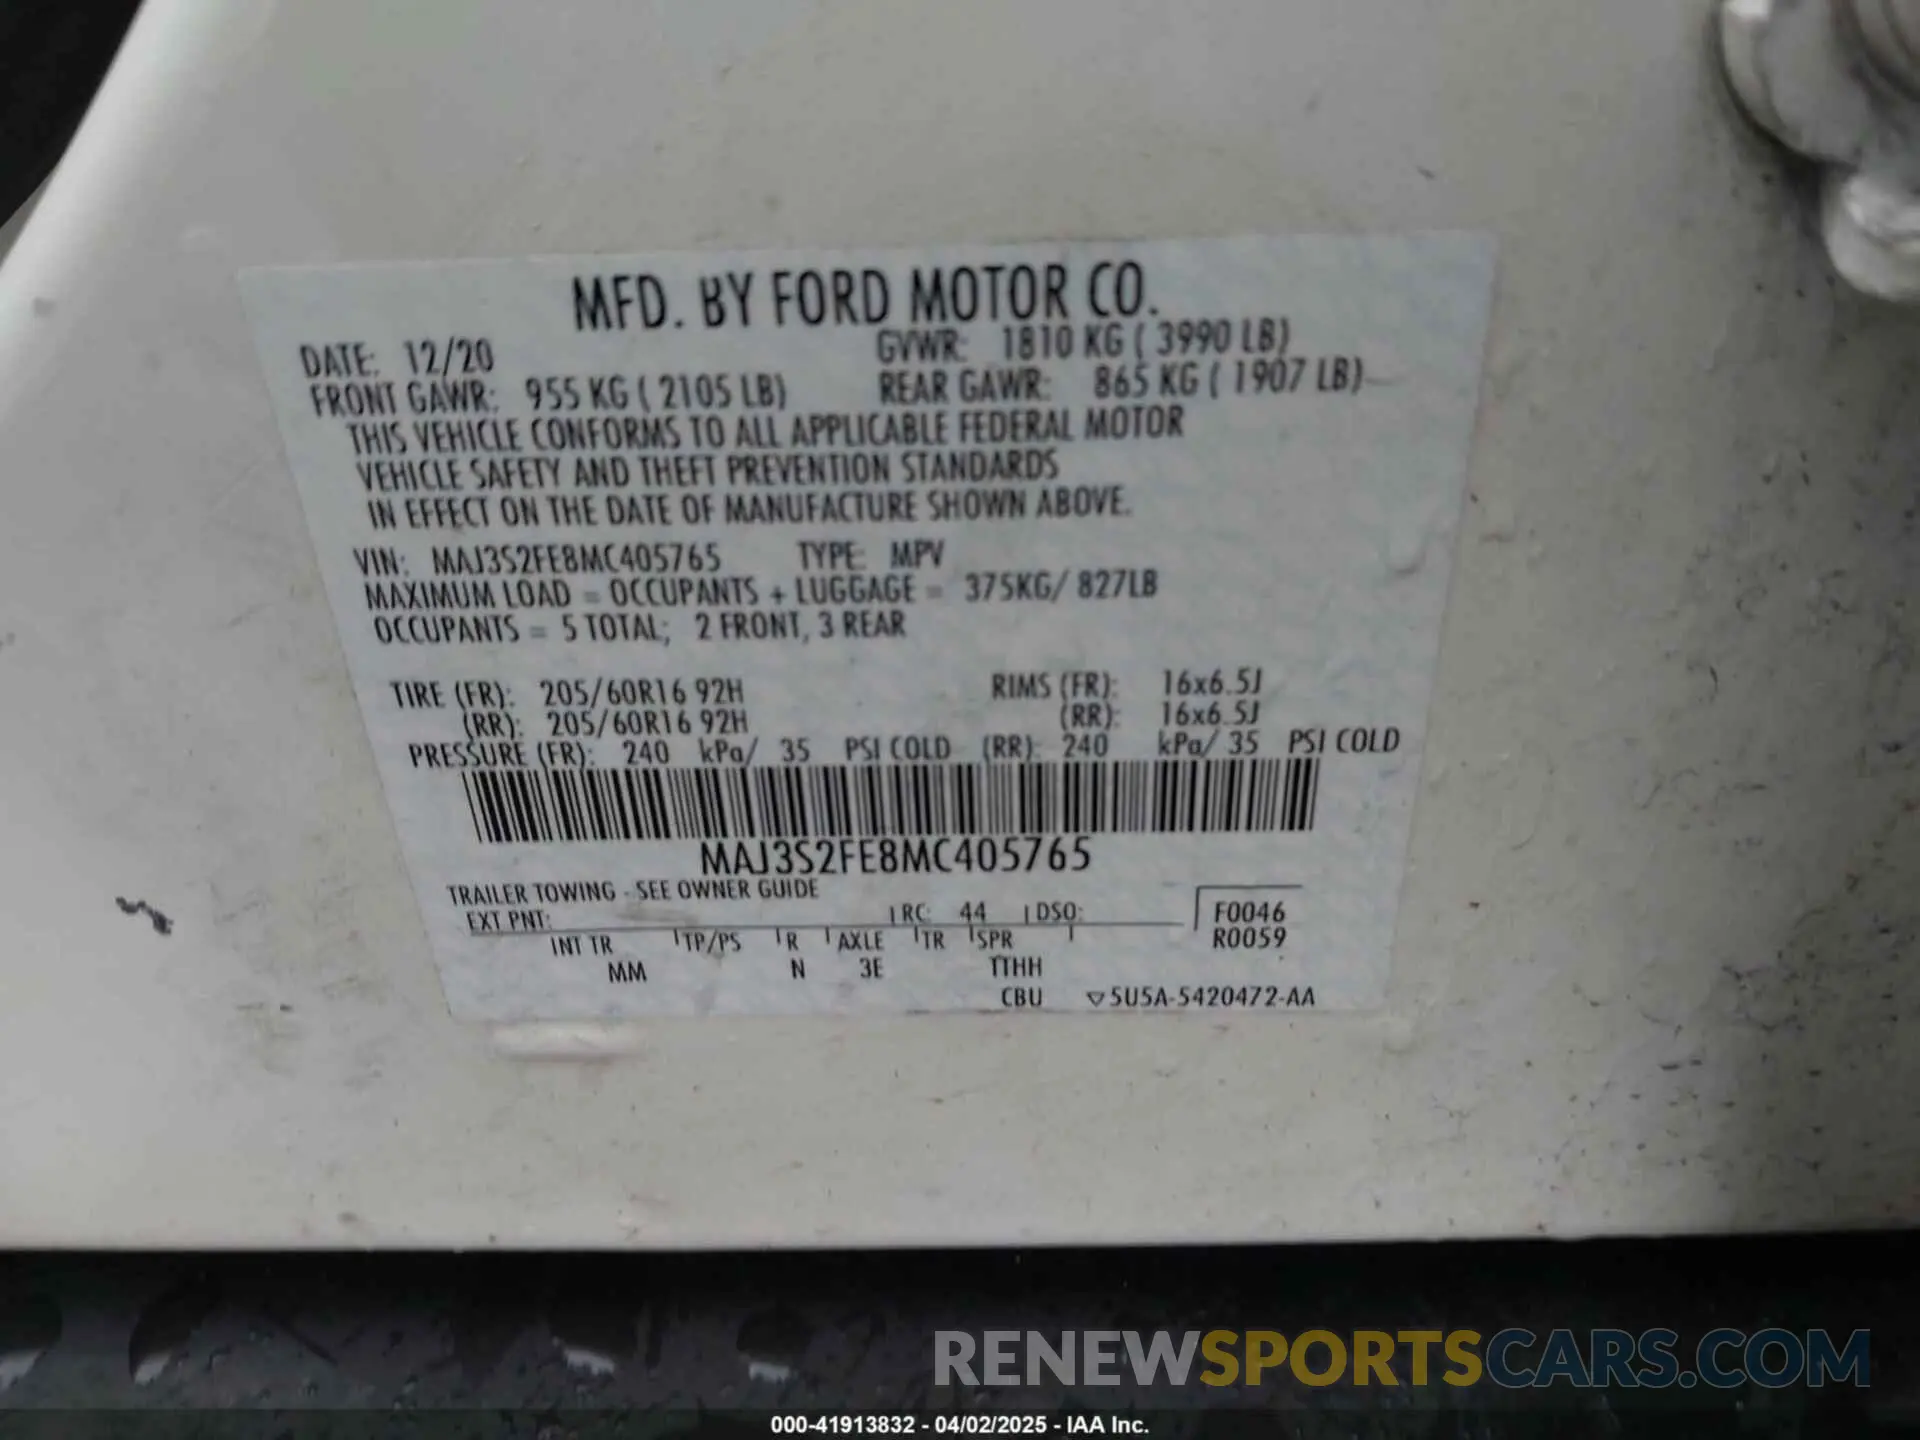 MFD. BY FORD MOTOR CO.
DATE: 12/20 GVWR: 1810 KG ( 3990 LB)
FRONT GAWR: 955 KG ( 2105 LB) REAR GAWR: 865 KG ( 1907 LB)
THIS VEHICLE CONFORMS TO ALL APPLICABLE FEDERAL MOTOR
VEHICLE SAFETY AND THEFT PREVENTION STANDARDS
IN EFFECT ON THE DATE OF MANUFACTURE SHOWN ABOVE.
VIN: MAJ3S2FE8MC405765 TYPE: MPV
MAXIMUM LOAD = OCCUPANTS + LUGGAGE = 375KG/ 827LB
OCCUPANTS = 5 TOTAL; 2 FRONT, 3 REAR
TIRE (FR): 205/60R16 92H RIMS (FR): 16x6.5J
(RR): 205/60R16 92H (RR): 16x6.5J
PRESSURE (FR): 240 kPa/ 35 PSI COLD (RR): 240 kPa/ 35 PSI COLD
MAJ3S2FE8MC405765
TRAILER TOWING - SEE OWNER GUIDE
EXT PNT: RC: 44 DSO: F0046
INT TR TP/PS R AXLE TR SPR R0059
MM N 3E TTHH
CBU ▽5U5A-5420472-AA
RENEWSPORTSCARS.COM
000-41913832 - 04/02/2025 - IAA Inc.